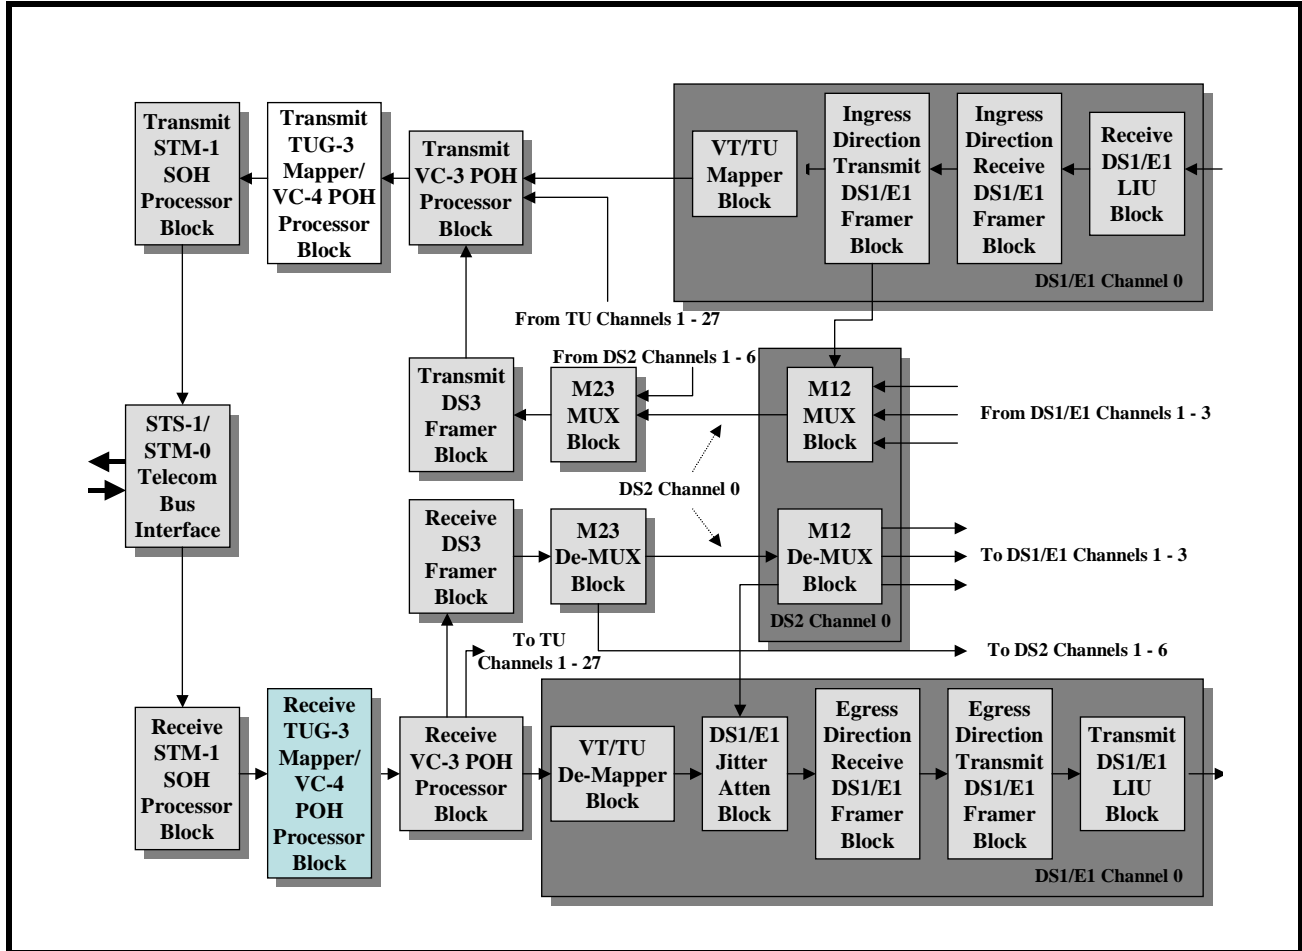 Transmit
STM-1
SOH
Processor
Block
Transmit
TUG-3
Mapper/
VC-4 POH
Processor
Block
Transmit
VC-3 POH
Processor
Block
VT/TU
Mapper
Block
Ingress
Direction
Transmit
DS1/E1
Framer
Block
Ingress
Direction
Receive
DS1/E1
Framer
Block
Receive
DS1/E1
LIU
Block
DS1/E1 Channel 0
From TU Channels 1 - 27
From DS2 Channels 1 - 6
Transmit
DS3
Framer
Block
M23
MUX
Block
M12
MUX
Block
From DS1/E1 Channels 1 - 3
STS-1/
STM-0
Telecom
Bus
Interface
DS2 Channel 0
Receive
DS3
Framer
Block
M23
De-MUX
Block
M12
De-MUX
Block
To DS1/E1 Channels 1 - 3
DS2 Channel 0
To TU
Channels 1 - 27
To DS2 Channels 1 - 6
Receive
STM-1
SOH
Processor
Block
Receive
TUG-3
Mapper/
VC-4
POH
Processor
Block
Receive
VC-3 POH
Processor
Block
VT/TU
De-Mapper
Block
DS1/E1
Jitter
Atten
Block
Egress
Direction
Receive
DS1/E1
Framer
Block
Egress
Direction
Transmit
DS1/E1
Framer
Block
Transmit
DS1/E1
LIU
Block
DS1/E1 Channel 0